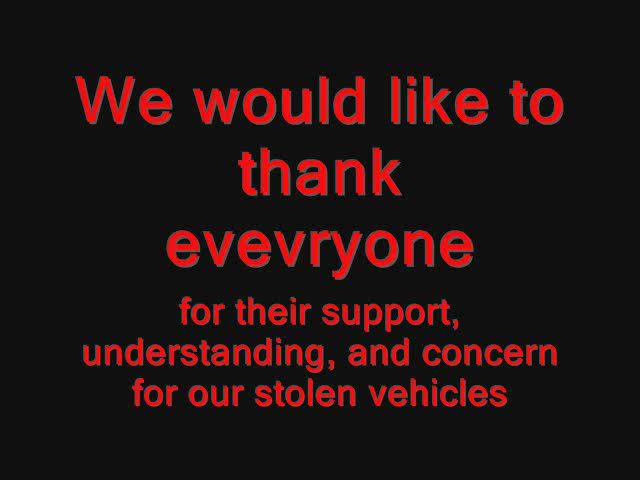 We would like to
thank
evevryone
for their support,
understanding, and concern
for our stolen vehicles